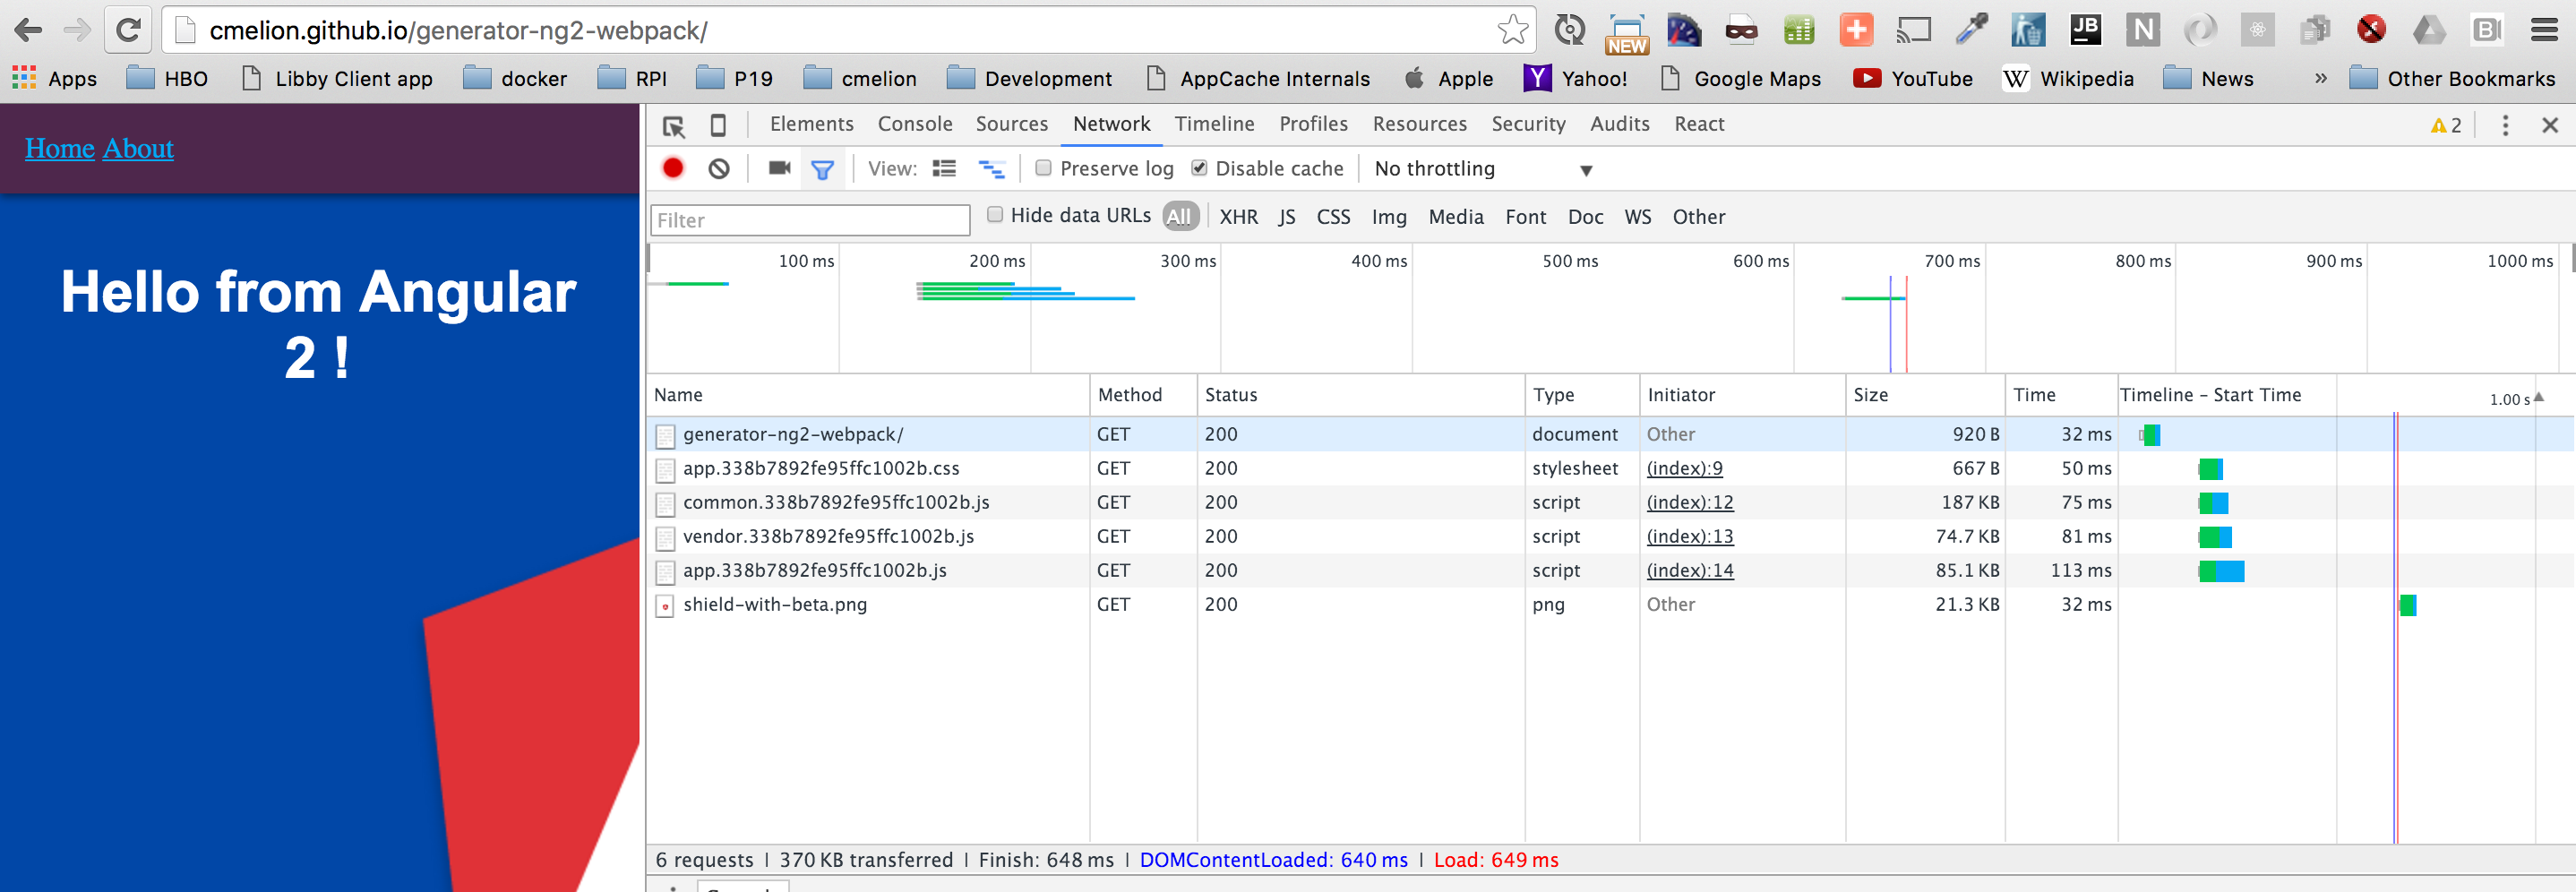 cmelion.github.io/generator-ng2-webpack/
NEW
JB
N
B
Apps HBO Libby Client app docker RPI P19 cmelion Development AppCache Internals Apple Y Yahoo! Google Maps YouTube W Wikipedia News » Other Bookmarks
Home About
Hello from Angular
2 !
Elements Console Sources Network Timeline Profiles Resources Security Audits React 2
View: Preserve log Disable cache No throttling
Filter Hide data URLs All XHR JS CSS Img Media Font Doc WS Other
100 ms 200 ms 300 ms 400 ms 500 ms 600 ms 700 ms 800 ms 900 ms 1000 ms
Name Method Status Type Initiator Size Time Timeline – Start Time 1.00 s
generator-ng2-webpack/ GET 200 document Other 920 B 32 ms
app.338b7892fe95ffc1002b.css GET 200 stylesheet (index):9 667 B 50 ms
common.338b7892fe95ffc1002b.js GET 200 script (index):12 187 KB 75 ms
vendor.338b7892fe95ffc1002b.js GET 200 script (index):13 74.7 KB 81 ms
app.338b7892fe95ffc1002b.js GET 200 script (index):14 85.1 KB 113 ms
shield-with-beta.png GET 200 png Other 21.3 KB 32 ms
6 requests | 370 KB transferred | Finish: 648 ms | DOMContentLoaded: 640 ms | Load: 649 ms